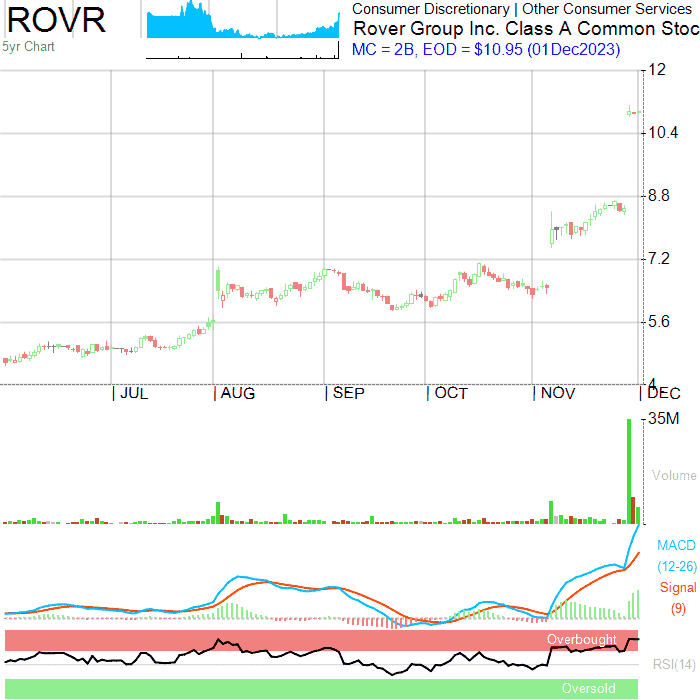 ROVR
Consumer Discretionary | Other Consumer Services
Rover Group Inc. Class A Common Stoc
5yr Chart
MC = 2B, EOD = $10.95 (01Dec2023)
12
10.4
8.8
7.2
5.6
4
JUL AUG SEP OCT NOV DEC
35M
Volume
MACD
(12-26)
Signal
(9)
Overbought
RSI(14)
Oversold